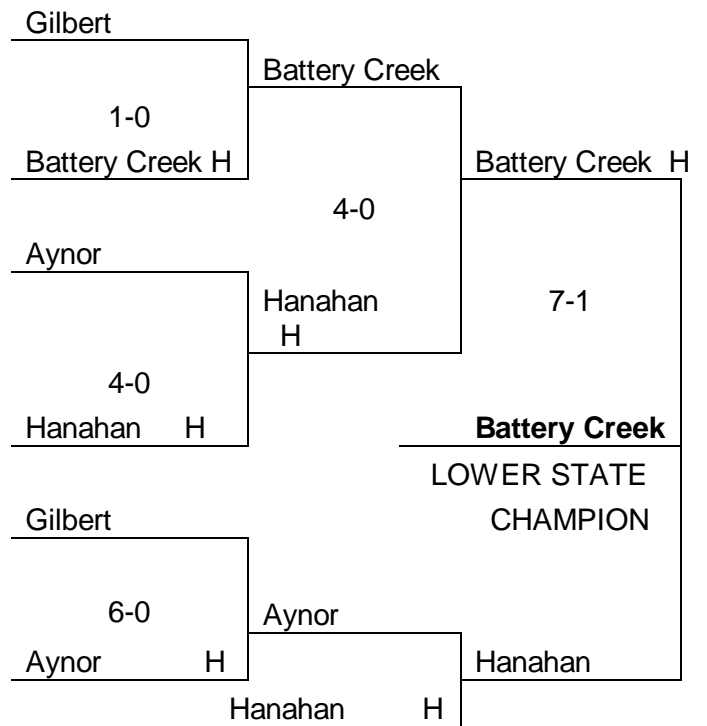 Gilbert
Battery Creek
1-0
Battery Creek H
Battery Creek H
4-0
Aynor
Hanahan
H
7-1
4-0
Hanahan H
Battery Creek
LOWER STATE
CHAMPION
Gilbert
6-0
Aynor
Aynor H
Hanahan
Hanahan H